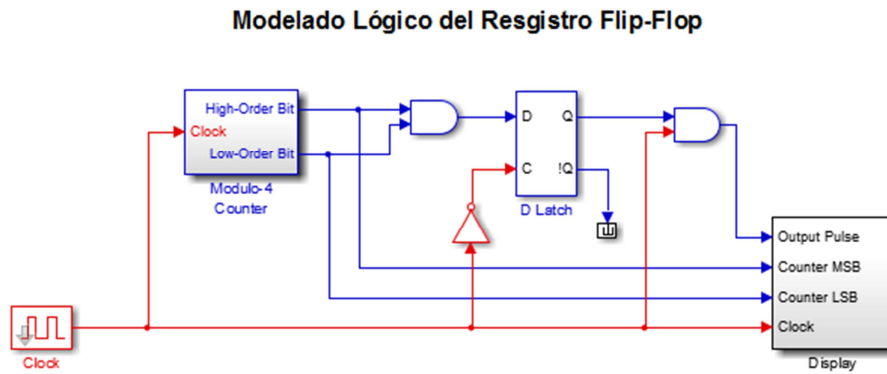 Modelado Lógico del Resgistro Flip-Flop
High-Order Bit
Clock
Low-Order Bit
Modulo-4
Counter
D Q
C !Q
D Latch
Output Pulse
Counter MSB
Counter LSB
Clock
Display
Clock